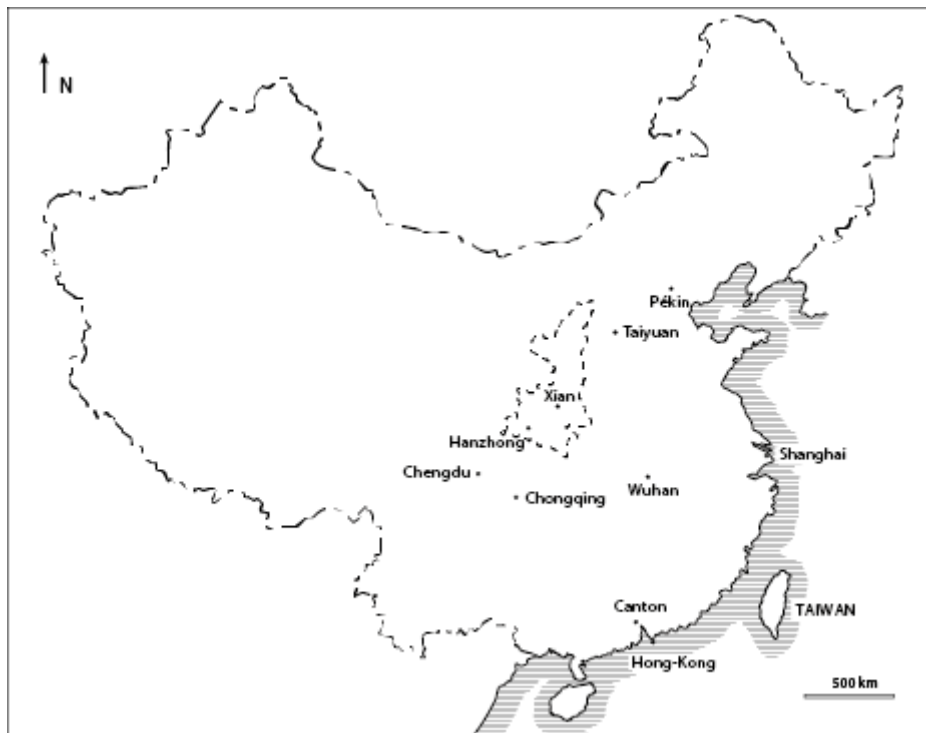 N
Pékin
Taiyuan
Xian
Hanzhong
Shanghai
Chengdu
Wuhan
Chongqing
Canton
TAIWAN
Hong-Kong
500 km